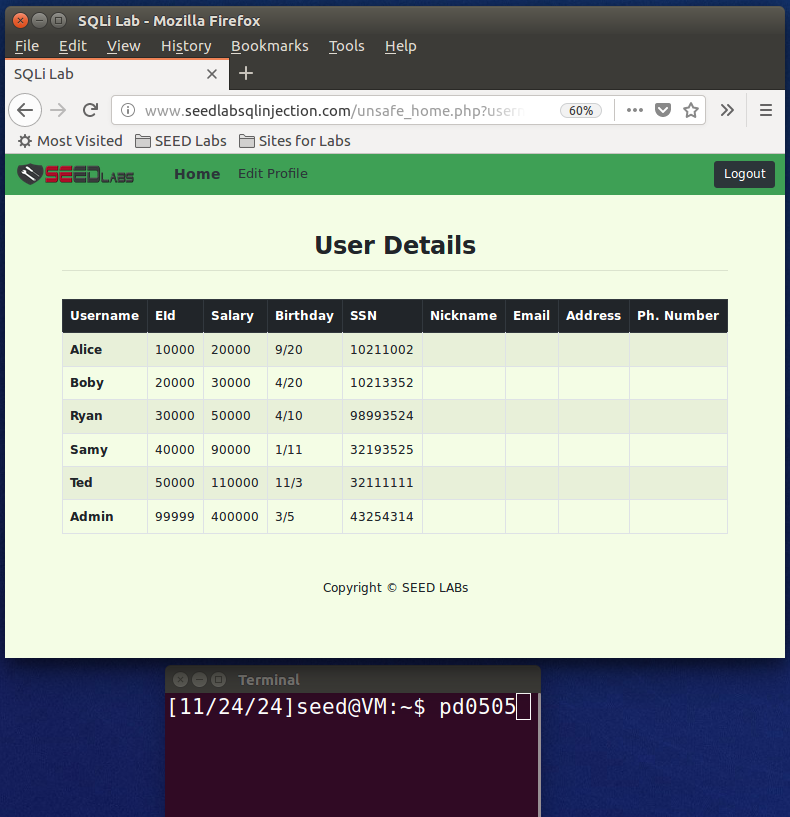 SQLi Lab - Mozilla Firefox
File Edit View History Bookmarks Tools Help
SQLi Lab
www.seedlabsqlinjection.com/unsafe_home.php?usern 60%
Most Visited SEED Labs Sites for Labs
SEEDLABS Home Edit Profile Logout
User Details
Username EId Salary Birthday SSN Nickname Email Address Ph. Number
Alice 10000 20000 9/20 10211002
Boby 20000 30000 4/20 10213352
Ryan 30000 50000 4/10 98993524
Samy 40000 90000 1/11 32193525
Ted 50000 110000 11/3 32111111
Admin 99999 400000 3/5 43254314
Copyright © SEED LABs
Terminal
[11/24/24]seed@VM:~$ pd0505